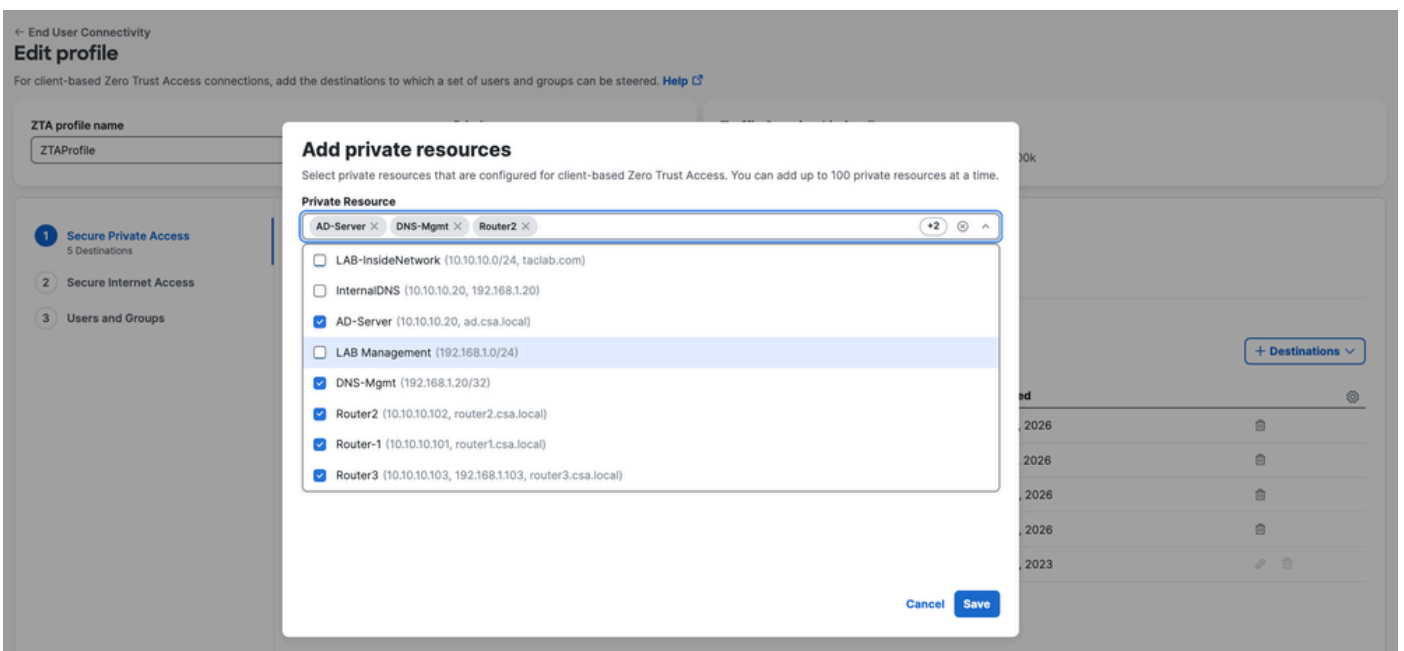 ← End User Connectivity
Edit profile
For client-based Zero Trust Access connections, add the destinations to which a set of users and groups can be steered. Help
ZTA profile name
ZTAProfile
00k
1 Secure Private Access
5 Destinations
2 Secure Internet Access
3 Users and Groups
Add private resources
Select private resources that are configured for client-based Zero Trust Access. You can add up to 100 private resources at a time.
Private Resource
AD-Server × DNS-Mgmt × Router2 × +2
LAB-InsideNetwork (10.10.10.0/24, taclab.com)
InternalDNS (10.10.10.20, 192.168.1.20)
AD-Server (10.10.10.20, ad.csa.local)
LAB Management (192.168.1.0/24)
DNS-Mgmt (192.168.1.20/32)
Router2 (10.10.10.102, router2.csa.local)
Router-1 (10.10.10.101, router1.csa.local)
Router3 (10.10.10.103, 192.168.1.103, router3.csa.local)
Cancel Save
+ Destinations
ed
, 2026
2026
, 2026
, 2026
, 2023